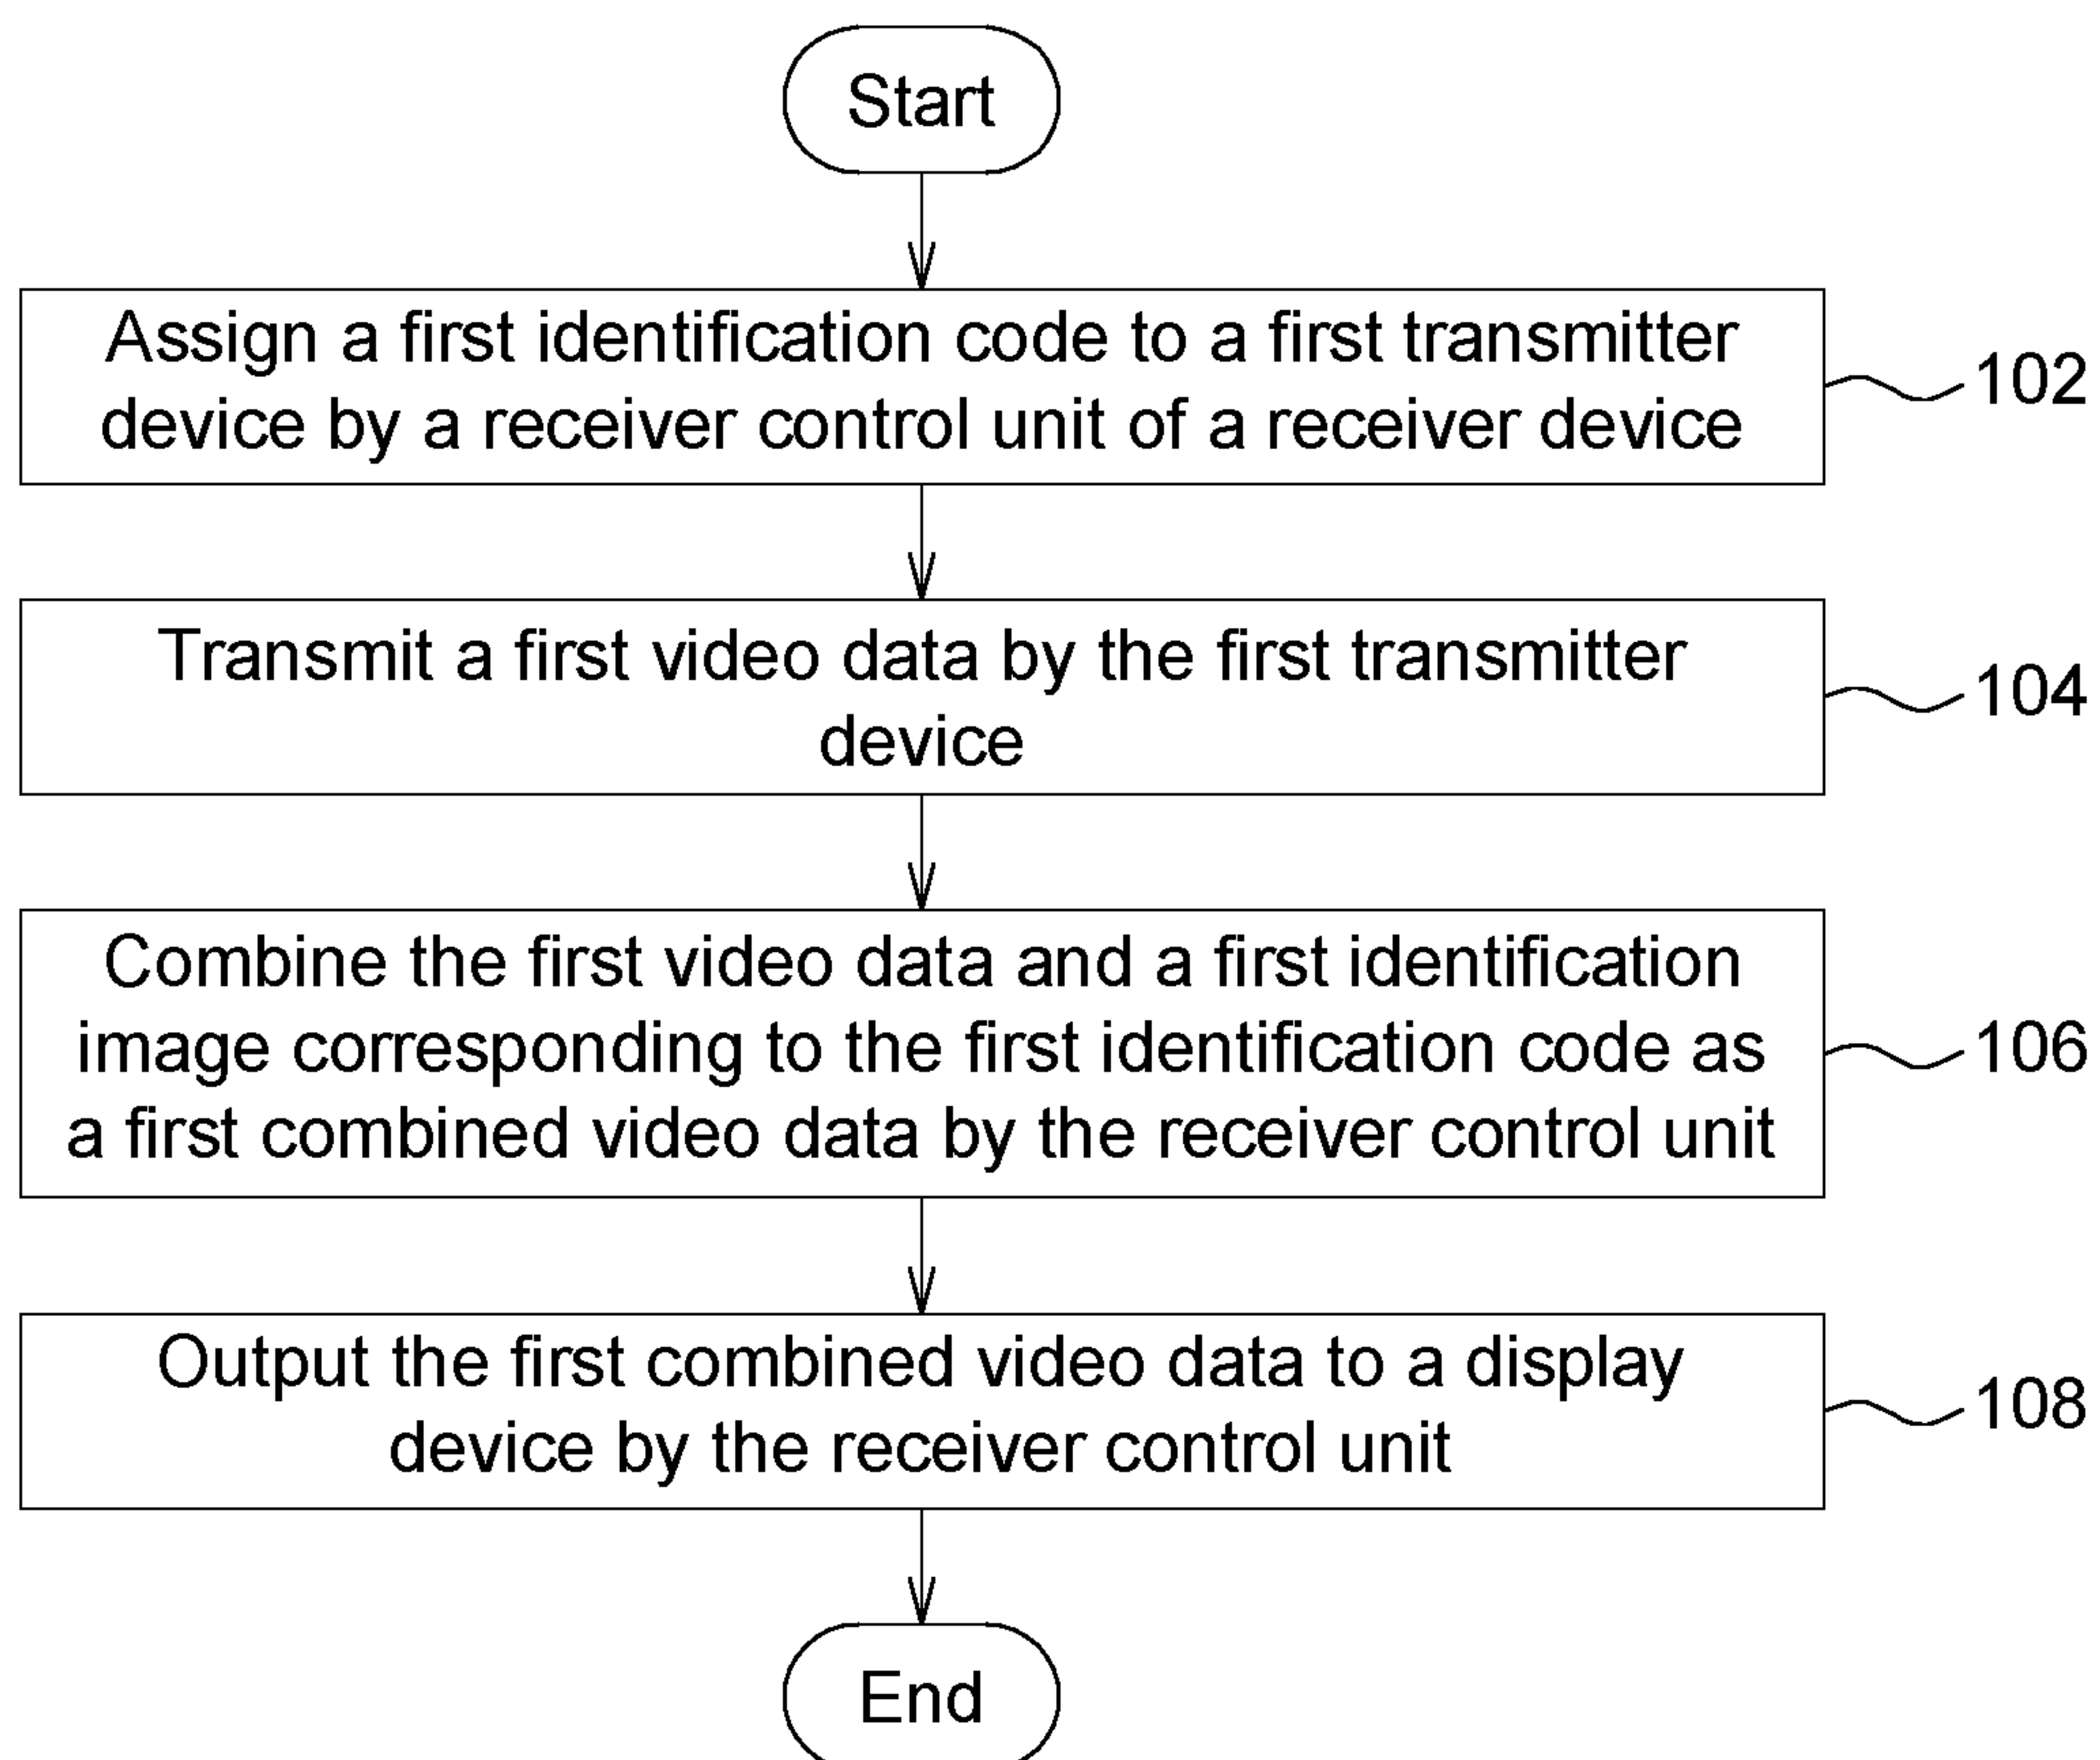 Start
Assign a first identification code to a first transmitter
device by a receiver control unit of a receiver device
102
Transmit a first video data by the first transmitter
device
104
Combine the first video data and a first identification
image corresponding to the first identification code as
a first combined video data by the receiver control unit
106
Output the first combined video data to a display
device by the receiver control unit
108
End